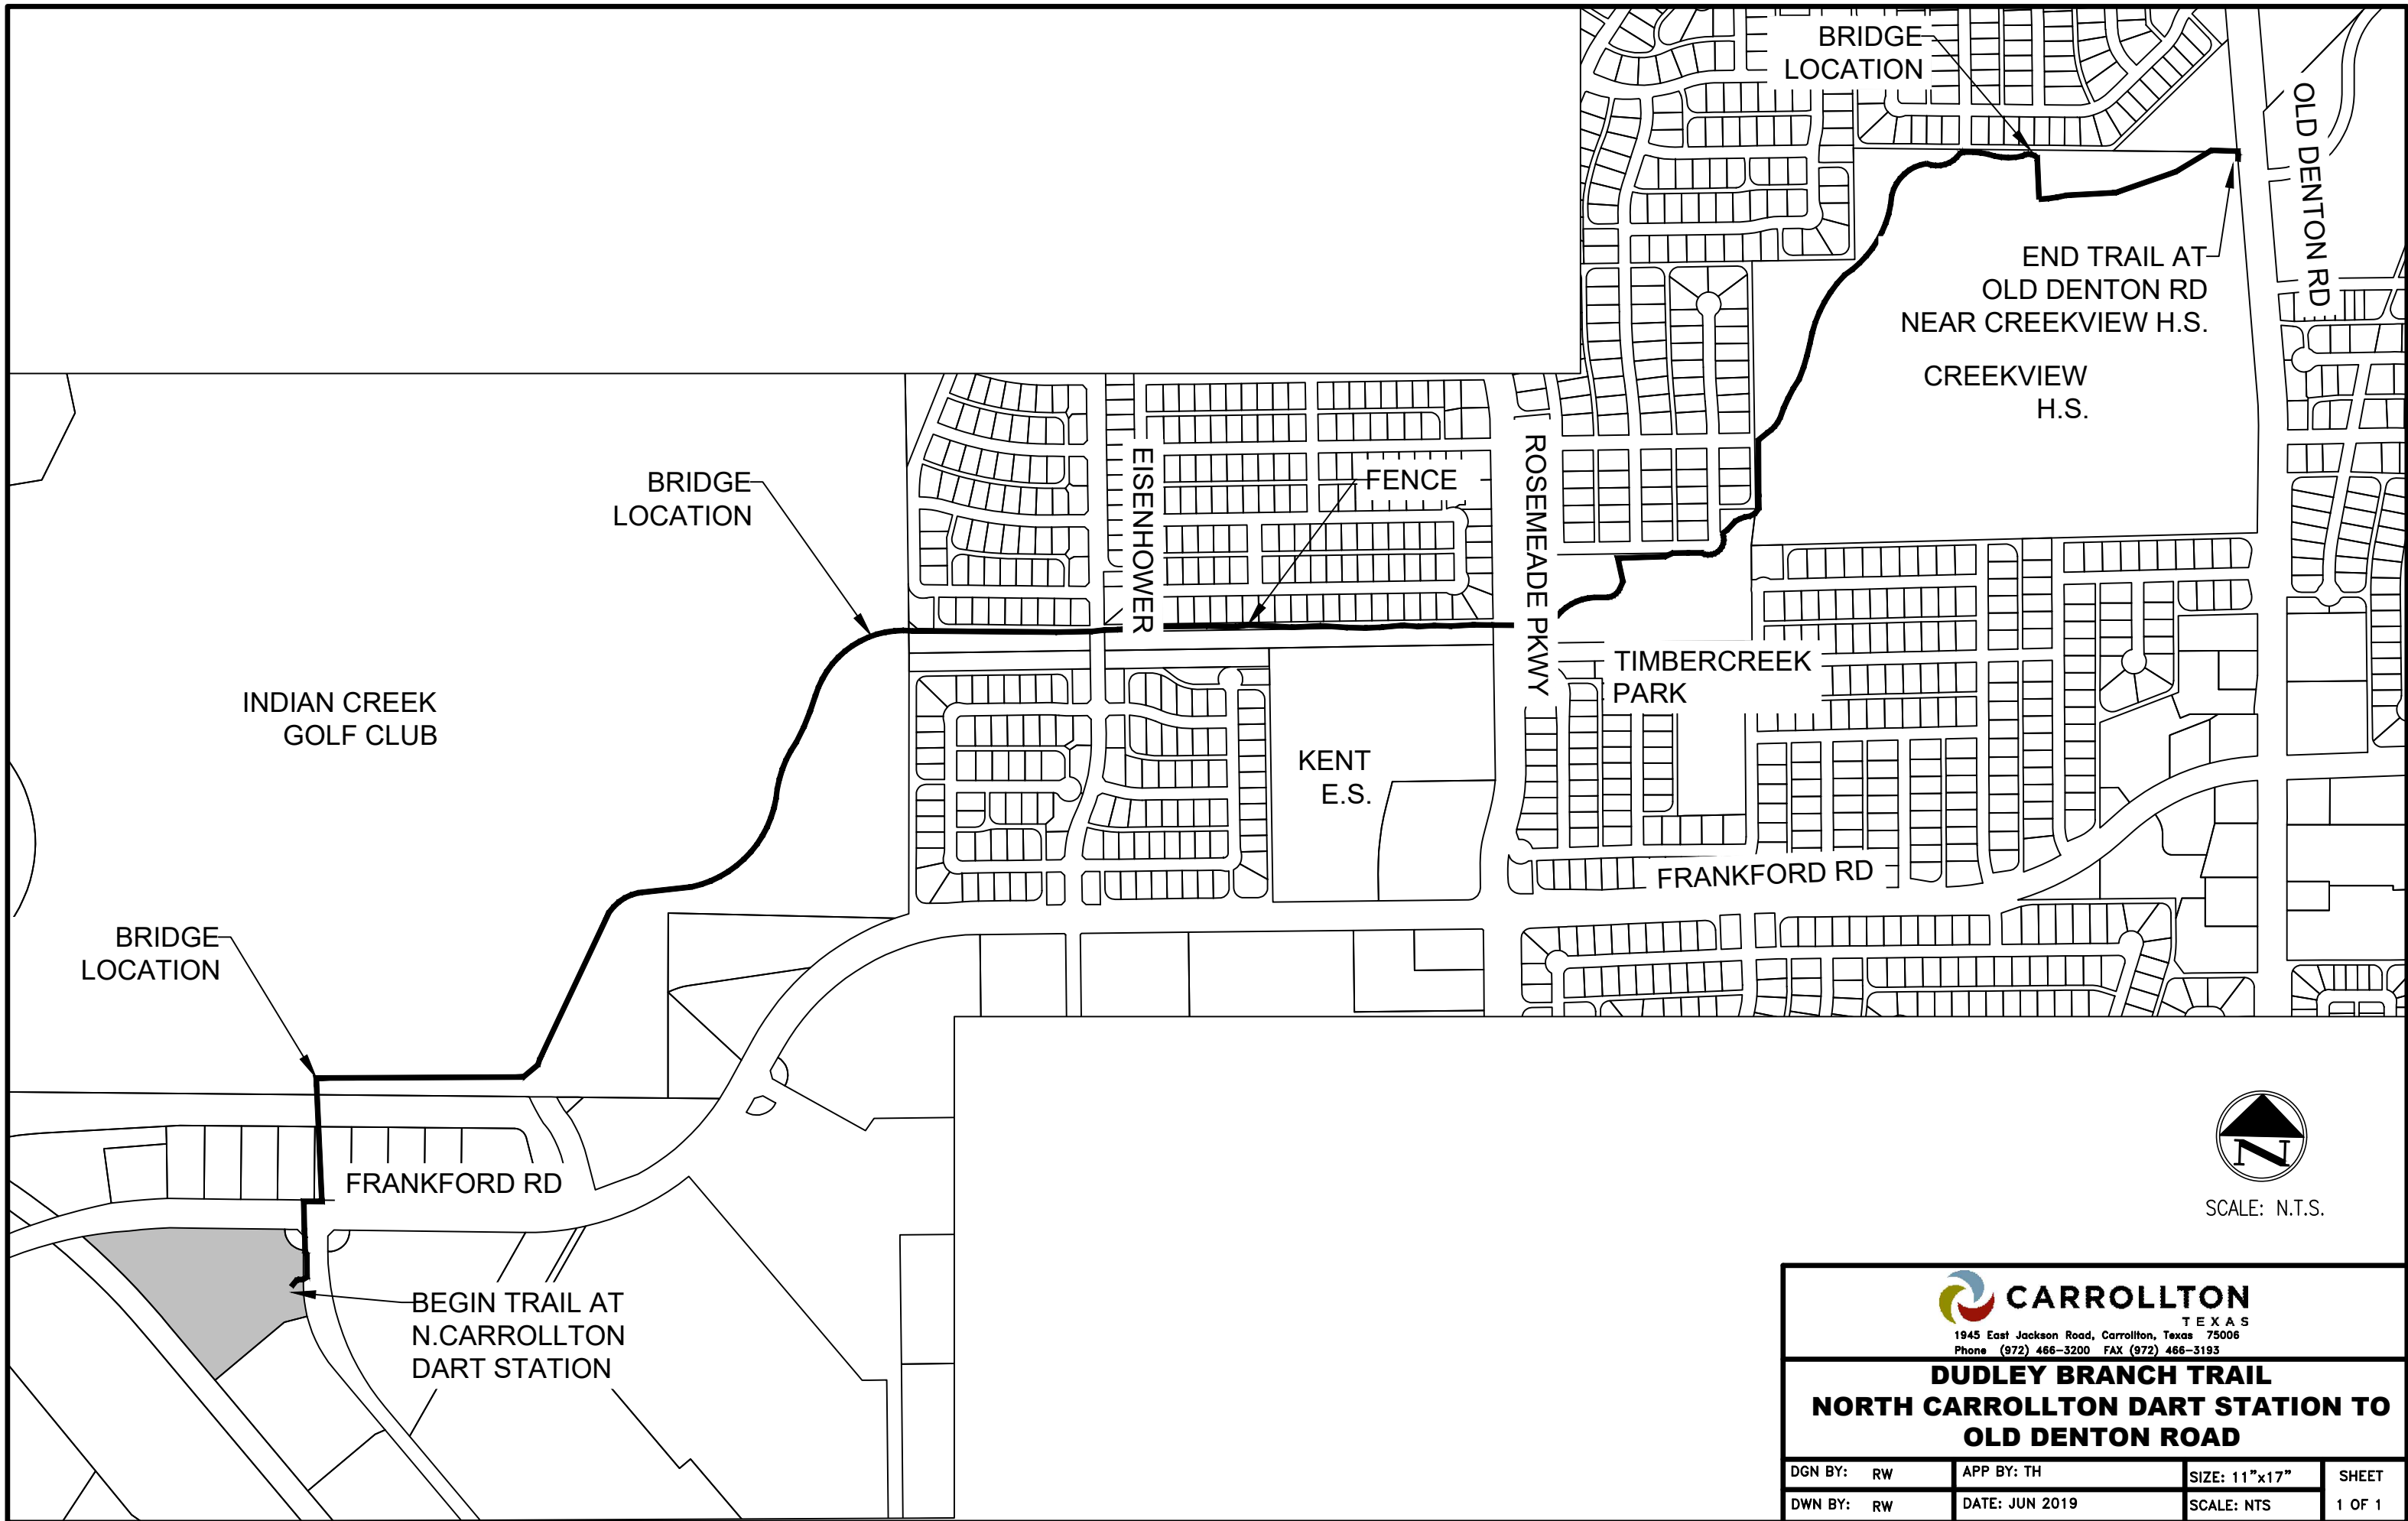 BRIDGE
LOCATION
OLD DENTON RD
END TRAIL AT
OLD DENTON RD
NEAR CREEKVIEW H.S.
CREEKVIEW
H.S.
BRIDGE
LOCATION
EISENHOWER
FENCE
ROSEMEADE PKWY
TIMBERCREEK
PARK
INDIAN CREEK
GOLF CLUB
KENT
E.S.
FRANKFORD RD
BRIDGE
LOCATION
FRANKFORD RD
BEGIN TRAIL AT
N.CARROLLTON
DART STATION
N
SCALE: N.T.S.
CARROLLTON
TEXAS
1945 East Jackson Road, Carrollton, Texas 75006
Phone (972) 466-3200 FAX (972) 466-3193
DUDLEY BRANCH TRAIL
NORTH CARROLLTON DART STATION TO
OLD DENTON ROAD
DGN BY: RW APP BY: TH SIZE: 11"x17" SHEET
DWN BY: RW DATE: JUN 2019 SCALE: NTS 1 OF 1